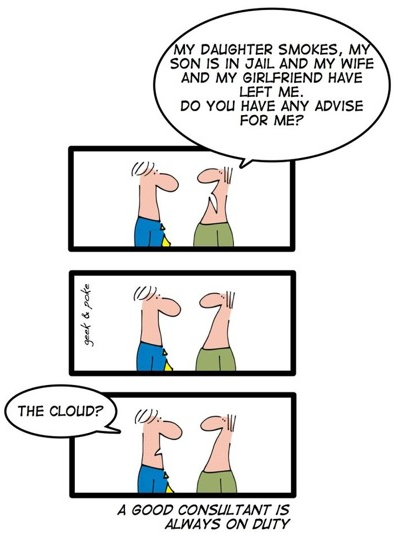 MY DAUGHTER SMOKES, MY
SON IS IN JAIL AND MY WIFE
AND MY GIRLFRIEND HAVE
LEFT ME.
DO YOU HAVE ANY ADVISE
FOR ME?
geek & poke
THE CLOUD?
A GOOD CONSULTANT IS
ALWAYS ON DUTY